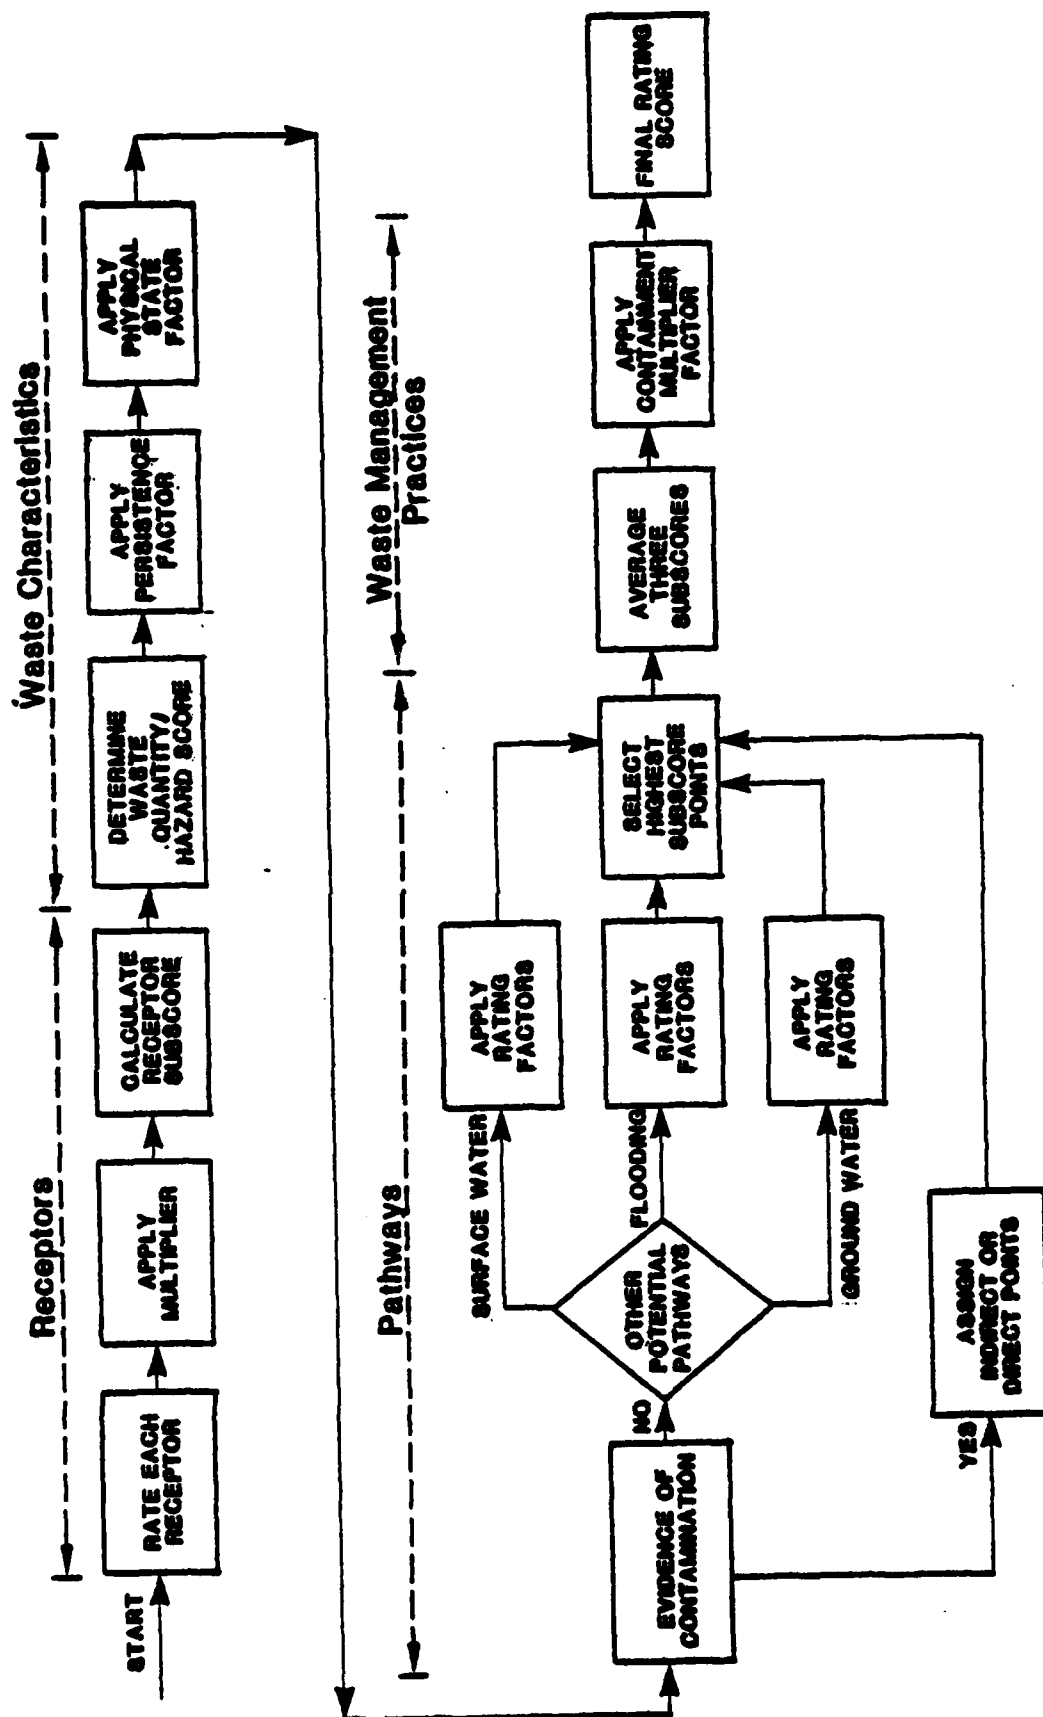 Receptors
Waste Characteristics
START
RATE EACH
RECEPTOR
APPLY
MULTIPLIER
CALCULATE
RECEPTOR
SUBSCORE
DETERMINE
WASTE
QUANTITY/
HAZARD SCORE
APPLY
PERSISTENCE
FACTOR
APPLY
PHYSICAL
STATE
FACTOR
Pathways
Waste Management
Practices
EVIDENCE OF
CONTAMINATION
NO
YES
OTHER
POTENTIAL
PATHWAYS
SURFACE WATER
FLOODING
GROUND WATER
APPLY
RATING
FACTORS
APPLY
RATING
FACTORS
APPLY
RATING
FACTORS
ASSIGN
INDIRECT OR
DIRECT POINTS
SELECT
HIGHEST
SUBSCORE
POINTS
AVERAGE
THREE
SUBSCORES
APPLY
CONTAINMENT
MULTIPLIER
FACTOR
FINAL RATING
SCORE